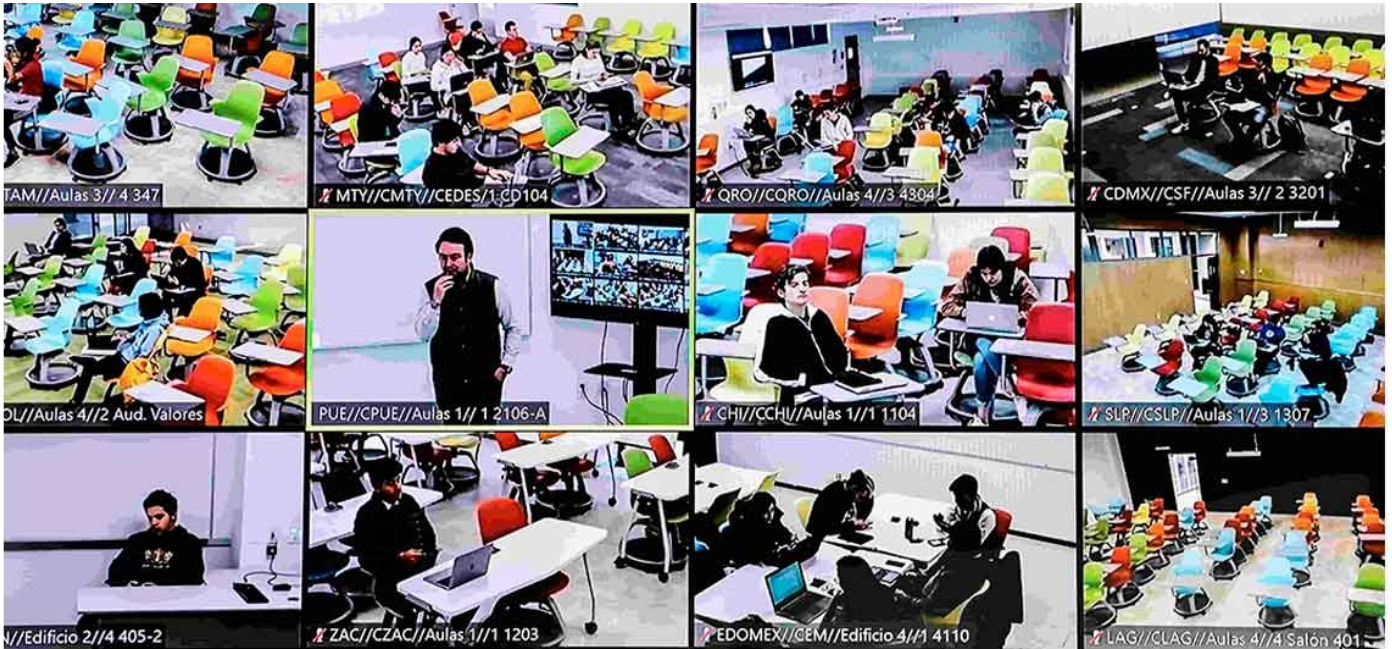 TAM//Aulas 3// 4 347
MTY//CMTY//CEDES/1 CD104
QRO//CQRO//Aulas 4//3 4304
CDMX//CSF//Aulas 3// 2 3201
OL//Aulas 4//2 Aud. Valores
PUE//CPUE//Aulas 1// 1 2106-A
CHI//CCHI//Aulas 1//1 1104
SLP//CSLP//Aulas 1//3 1307
N//Edificio 2//4 405-2
ZAC//CZAC//Aulas 1//1 1203
EDOMEX//CEM//Edificio 4//1 4110
LAG//CLAG//Aulas 4//4 Salón 401